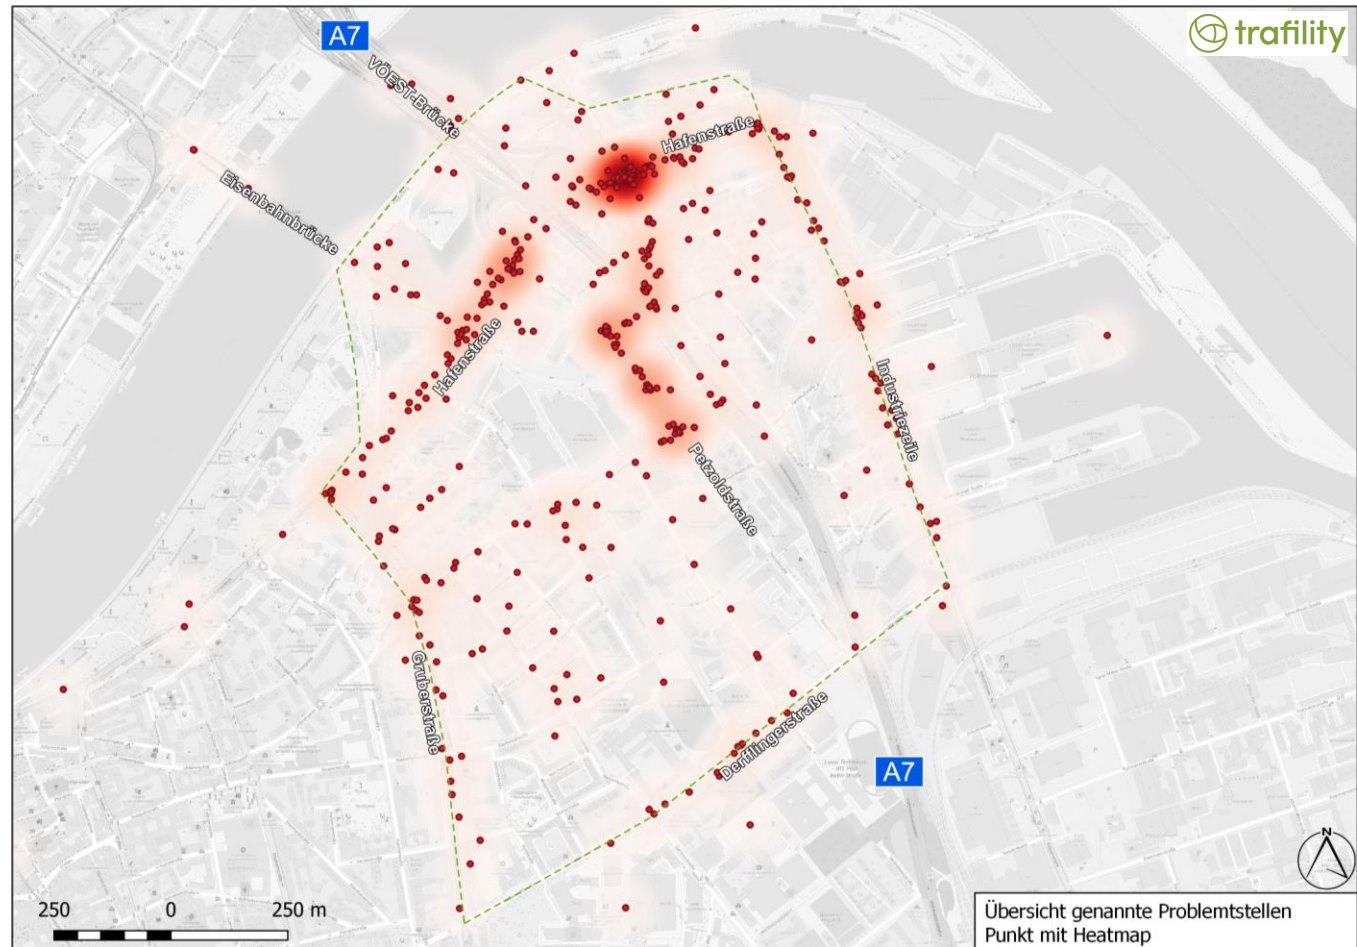 A7
trafility
VÖEST-Brücke
Hafenstraße
Eisenbahnbrücke
Hafenstraße
Industriezeile
Petzoldstraße
Gruberstraße
Derfflingerstraße
A7
N
250 0 250 m
Übersicht genannte Problemtstellen
Punkt mit Heatmap